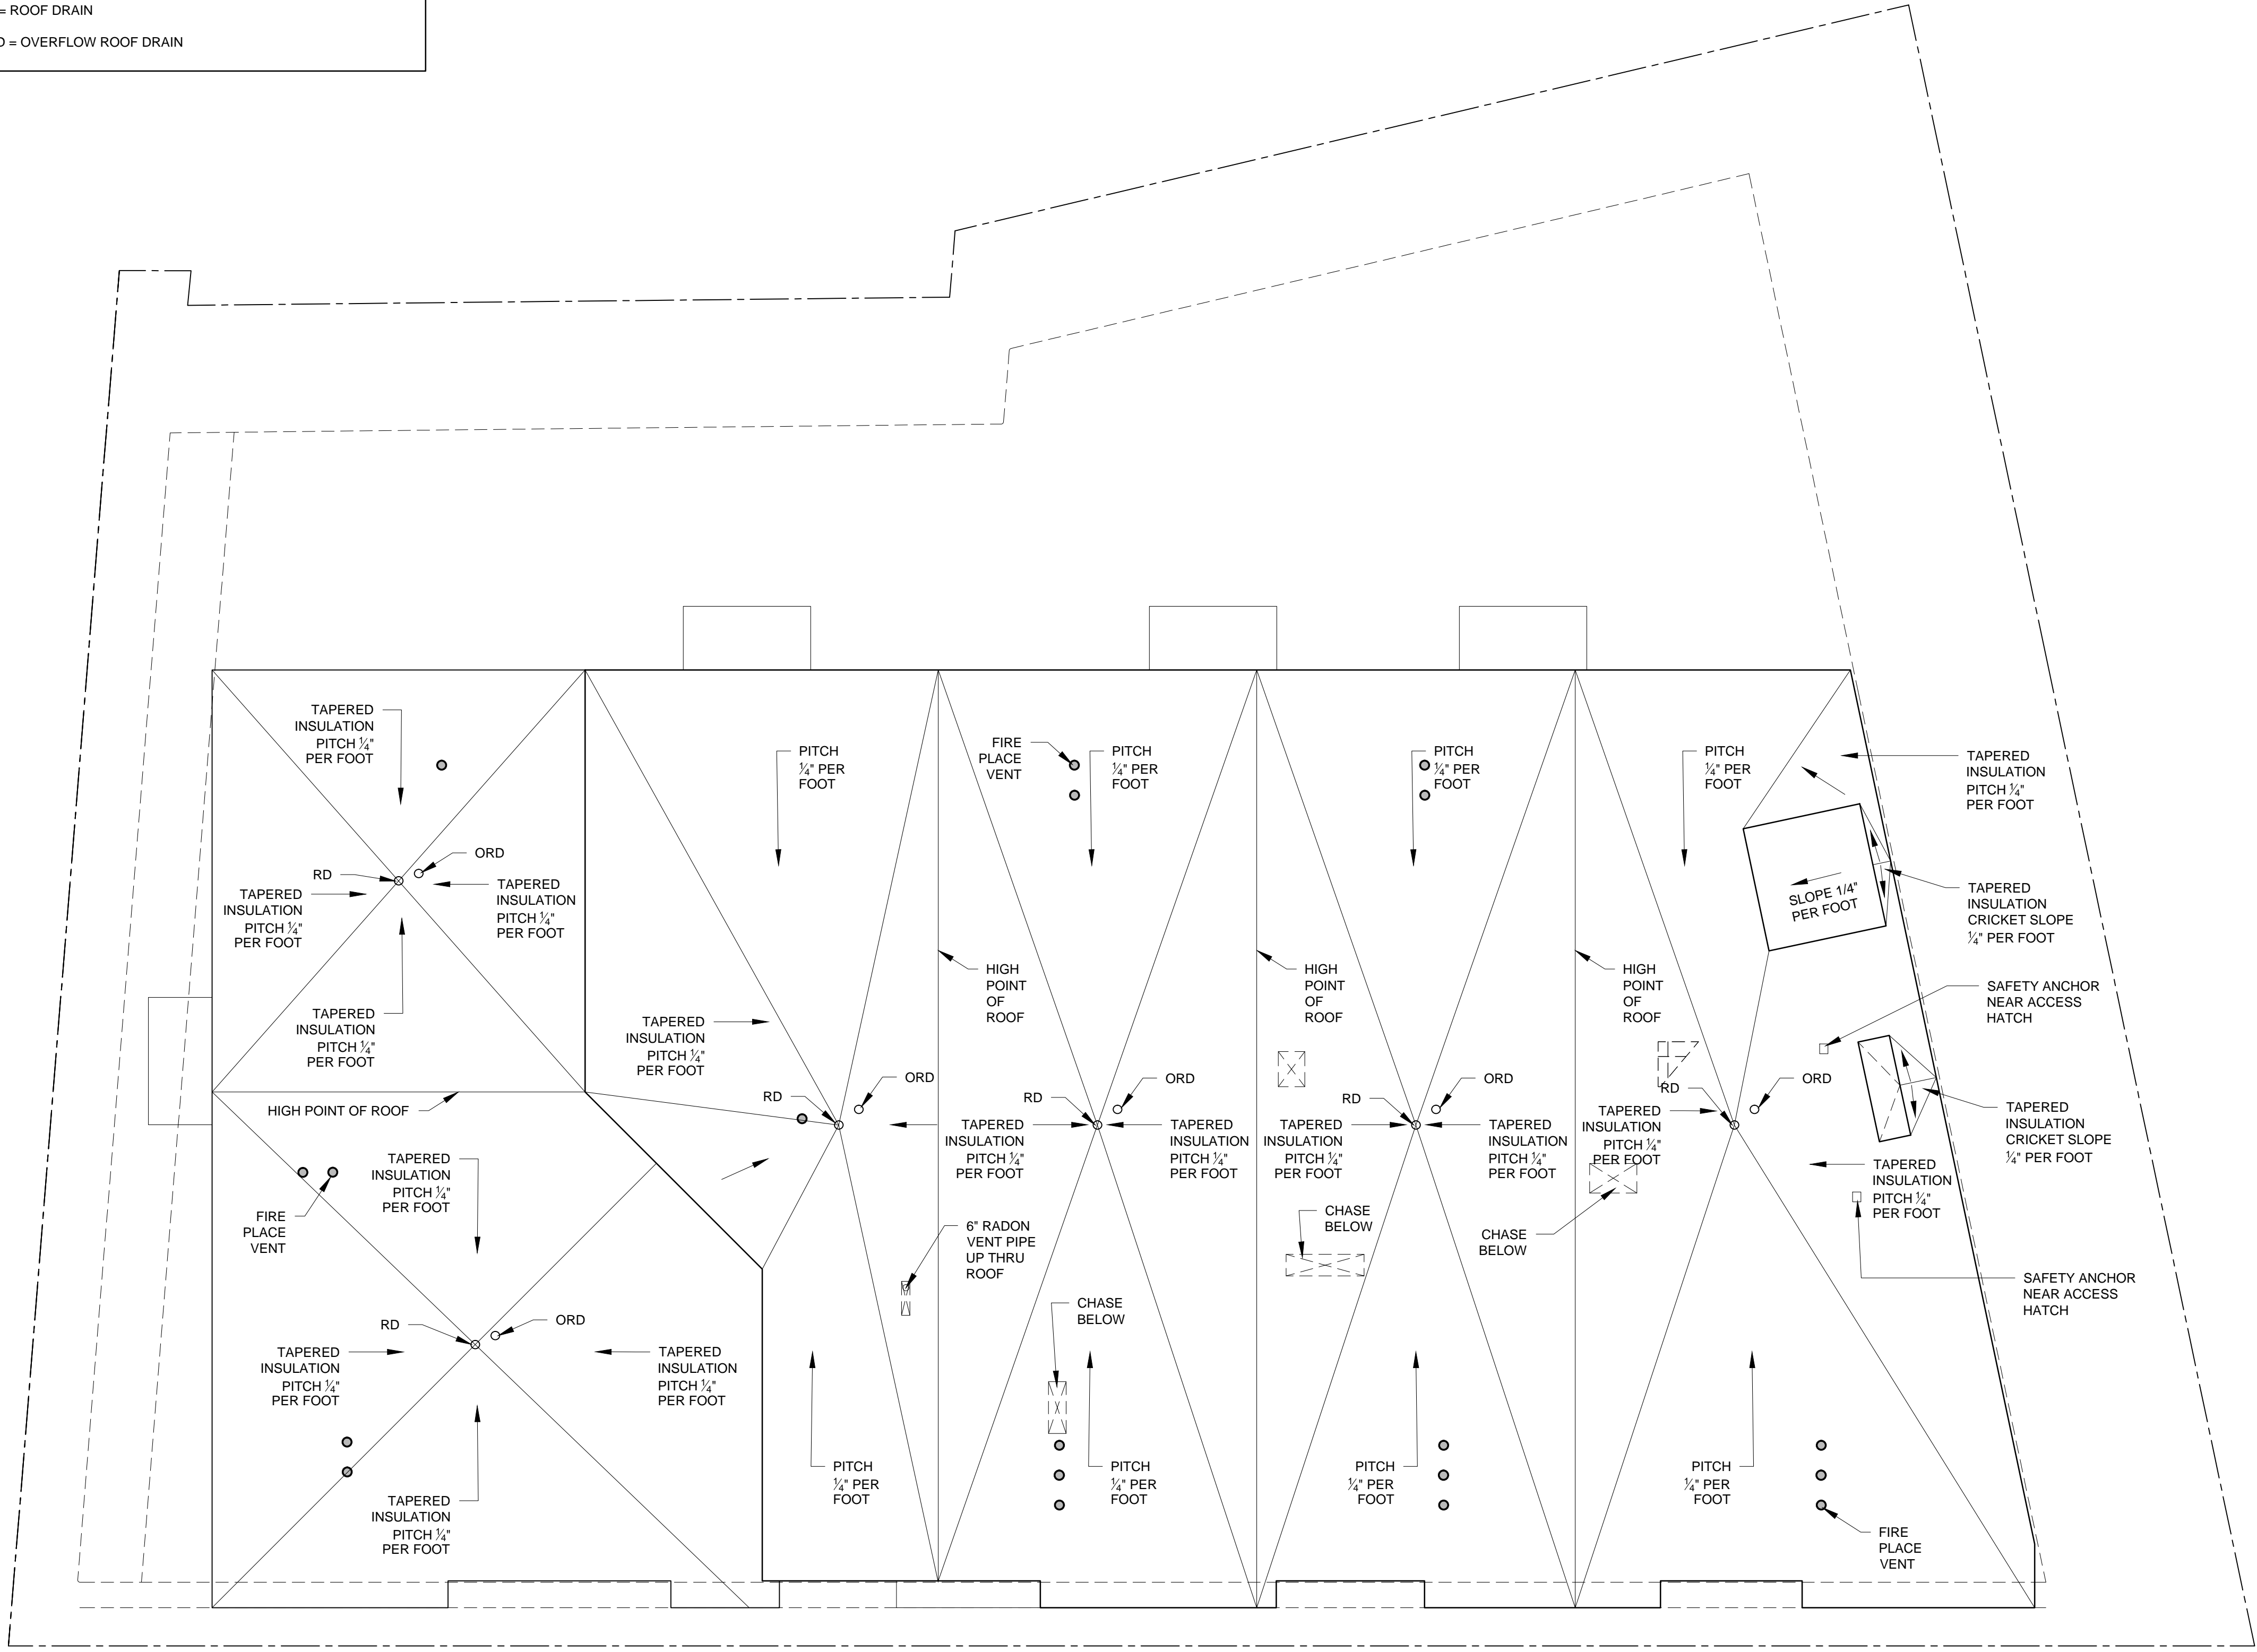 = ROOF DRAIN
= OVERFLOW ROOF DRAIN
TAPERED
INSULATION
PITCH ¼"
PER FOOT
RD
ORD
TAPERED
INSULATION
PITCH ¼"
PER FOOT
TAPERED
INSULATION
PITCH ¼"
PER FOOT
TAPERED
INSULATION
PITCH ¼"
PER FOOT
HIGH POINT OF ROOF
TAPERED
INSULATION
PITCH ¼"
PER FOOT
FIRE
PLACE
VENT
RD
ORD
TAPERED
INSULATION
PITCH ¼"
PER FOOT
TAPERED
INSULATION
PITCH ¼"
PER FOOT
TAPERED
INSULATION
PITCH ¼"
PER FOOT
PITCH
¼" PER
FOOT
TAPERED
INSULATION
PITCH ¼"
PER FOOT
RD
ORD
6" RADON
VENT PIPE
UP THRU
ROOF
PITCH
¼" PER
FOOT
FIRE
PLACE
VENT
PITCH
¼" PER
FOOT
HIGH
POINT
OF
ROOF
RD
ORD
TAPERED
INSULATION
PITCH ¼"
PER FOOT
TAPERED
INSULATION
PITCH ¼"
PER FOOT
CHASE
BELOW
PITCH
¼" PER
FOOT
PITCH
¼" PER
FOOT
HIGH
POINT
OF
ROOF
RD
ORD
TAPERED
INSULATION
PITCH ¼"
PER FOOT
TAPERED
INSULATION
PITCH ¼"
PER FOOT
CHASE
BELOW
PITCH
¼" PER
FOOT
PITCH
¼" PER
FOOT
HIGH
POINT
OF
ROOF
RD
ORD
TAPERED
INSULATION
PITCH ¼"
PER FOOT
CHASE
BELOW
TAPERED
INSULATION
PITCH ¼"
PER FOOT
PITCH
¼" PER
FOOT
FIRE
PLACE
VENT
SLOPE 1/4"
PER FOOT
TAPERED
INSULATION
PITCH ¼"
PER FOOT
TAPERED
INSULATION
CRICKET SLOPE
¼" PER FOOT
SAFETY ANCHOR
NEAR ACCESS
HATCH
TAPERED
INSULATION
CRICKET SLOPE
¼" PER FOOT
SAFETY ANCHOR
NEAR ACCESS
HATCH